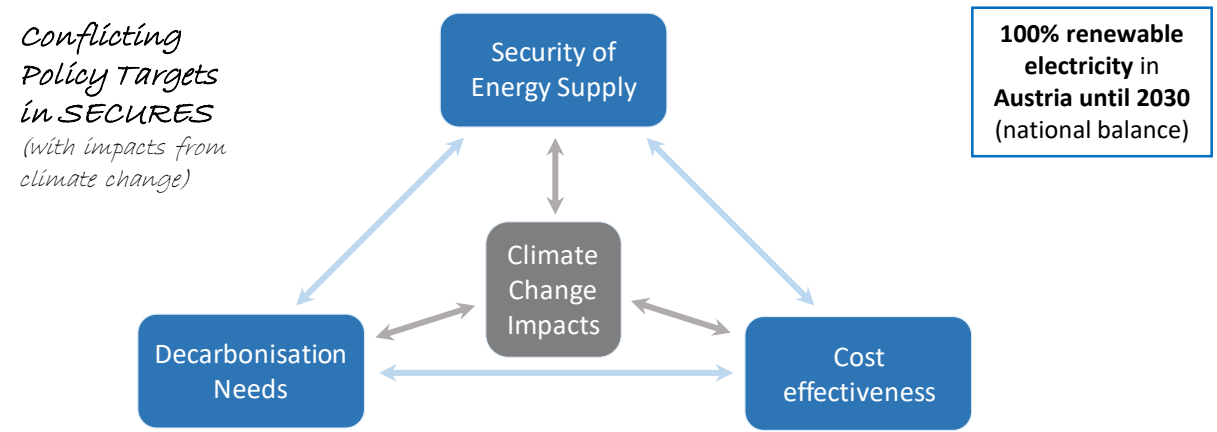 Conflicting
Policy Targets
in SECURES
(with impacts from
climate change)
Security of
Energy Supply
100% renewable
electricity in
Austria until 2030
(national balance)
Climate
Change
Impacts
Decarbonisation
Needs
Cost
effectiveness